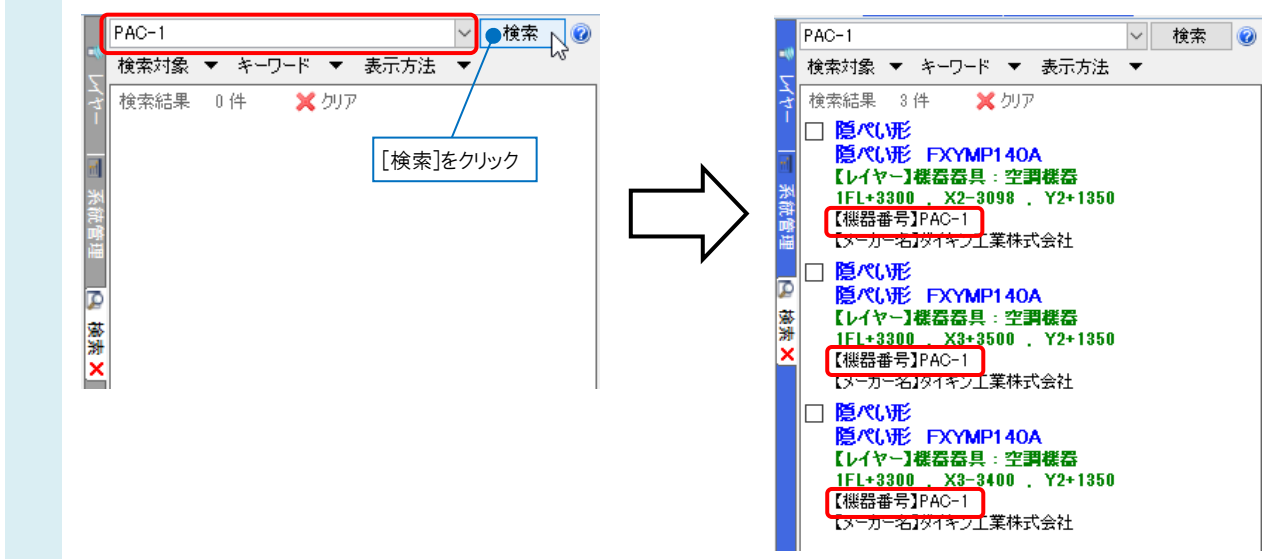 PAC-1
検索
検索対象 ▼ キーワード ▼ 表示方法 ▼
検索結果 0 件 クリア
[検索]をクリック
レイヤー
系統管理
検索
PAC-1
検索
検索対象 ▼ キーワード ▼ 表示方法 ▼
検索結果 3 件 クリア
隠ぺい形
隠ぺい形 FXYMP140A
【レイヤー】機器器具：空調機器
1FL+3300 , X2-3098 , Y2+1350
【機器番号】PAC-1
【メーカー名】ダイキン工業株式会社
隠ぺい形
隠ぺい形 FXYMP140A
【レイヤー】機器器具：空調機器
1FL+3300 , X3+3500 , Y2+1350
【機器番号】PAC-1
【メーカー名】ダイキン工業株式会社
隠ぺい形
隠ぺい形 FXYMP140A
【レイヤー】機器器具：空調機器
1FL+3300 , X3-3400 , Y2+1350
【機器番号】PAC-1
【メーカー名】ダイキン工業株式会社
レイヤー
系統管理
検索